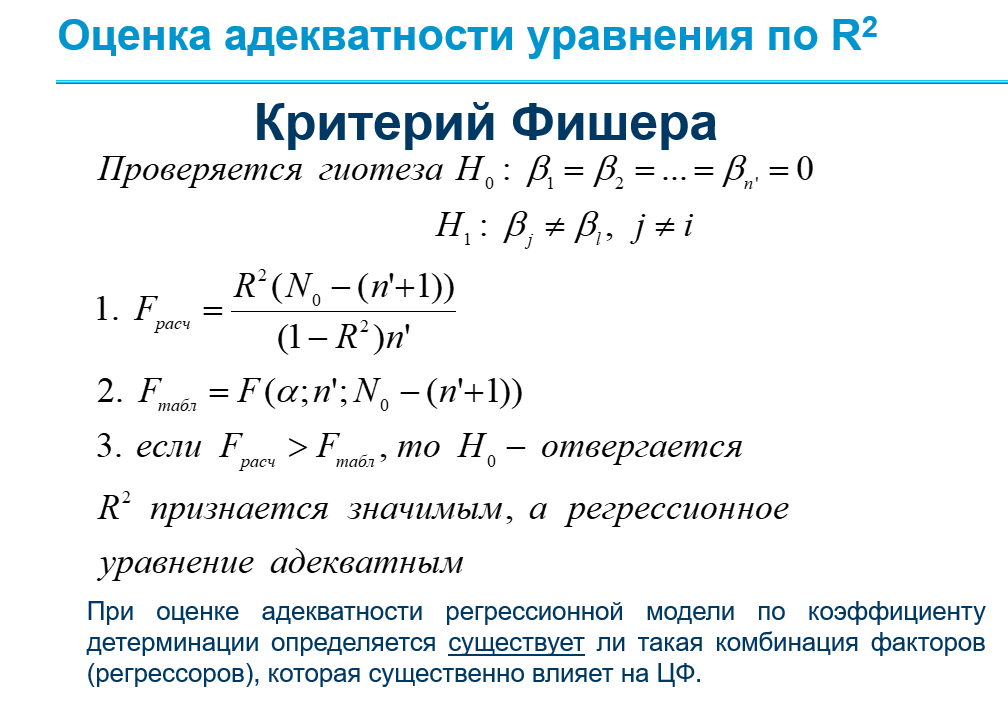 Оценка адекватности уравнения по R²
Критерий Фишера
Проверяется гиотеза H₀ : β₁ = β₂ = ... = βₙ' = 0
H₁ : βⱼ ≠ βₗ, j ≠ i
1. Fрасч = R²(N₀ − (n'+1)) / (1 − R²)n'
2. Fтабл = F(α; n'; N₀ − (n'+1))
3. если Fрасч > Fтабл, то H₀ − отвергается
R² признается значимым, а регрессионное
уравнение адекватным
При оценке адекватности регрессионной модели по коэффициенту
детерминации определяется существует ли такая комбинация факторов
(регрессоров), которая существенно влияет на ЦФ.